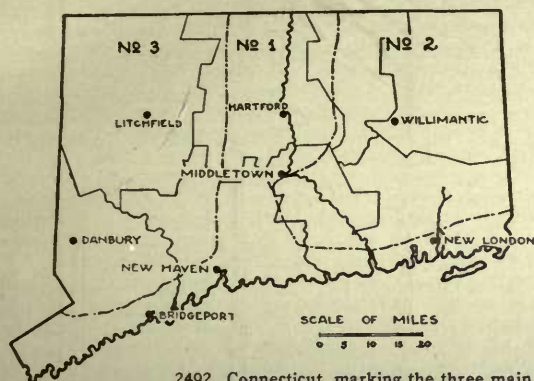 Nº 3
Nº 1
Nº 2
LITCHFIELD
HARTFORD
WILLIMANTIC
MIDDLETOWN
DANBURY
NEW HAVEN
NEW LONDON
BRIDGEPORT
SCALE OF MILES
0 5 10 15 20
2492 Connecticut, marking the three main